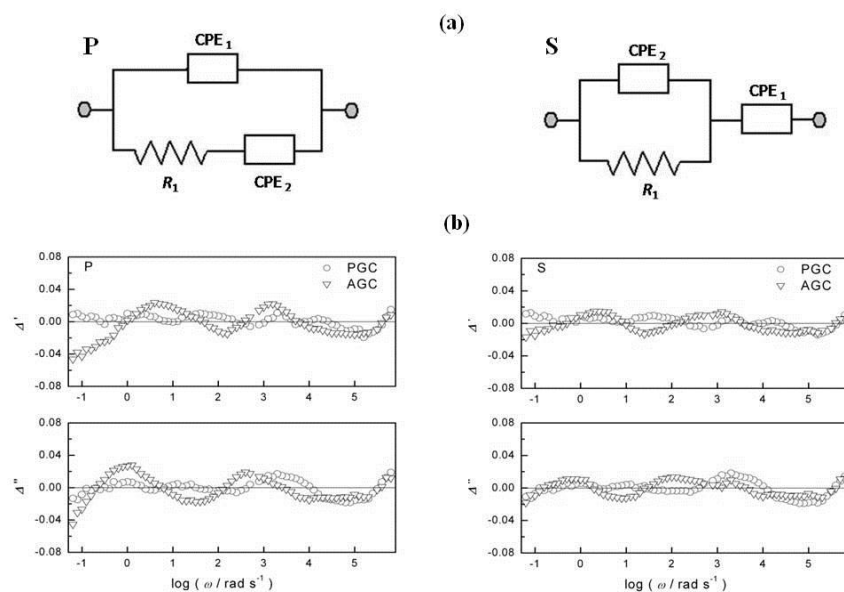 (a)
P
CPE1
R1
CPE2
S
CPE2
CPE1
R1
(b)
P
PGC
AGC
Δ'
0.08
0.04
0.00
-0.04
-0.08
-1 0 1 2 3 4 5
S
PGC
AGC
Δ'
0.08
0.04
0.00
-0.04
-0.08
-1 0 1 2 3 4 5
Δ"
0.08
0.04
0.00
-0.04
-0.08
-1 0 1 2 3 4 5
log ( ω / rad s⁻¹)
Δ"
0.08
0.04
0.00
-0.04
-0.08
-1 0 1 2 3 4 5
log ( ω / rad s⁻¹)